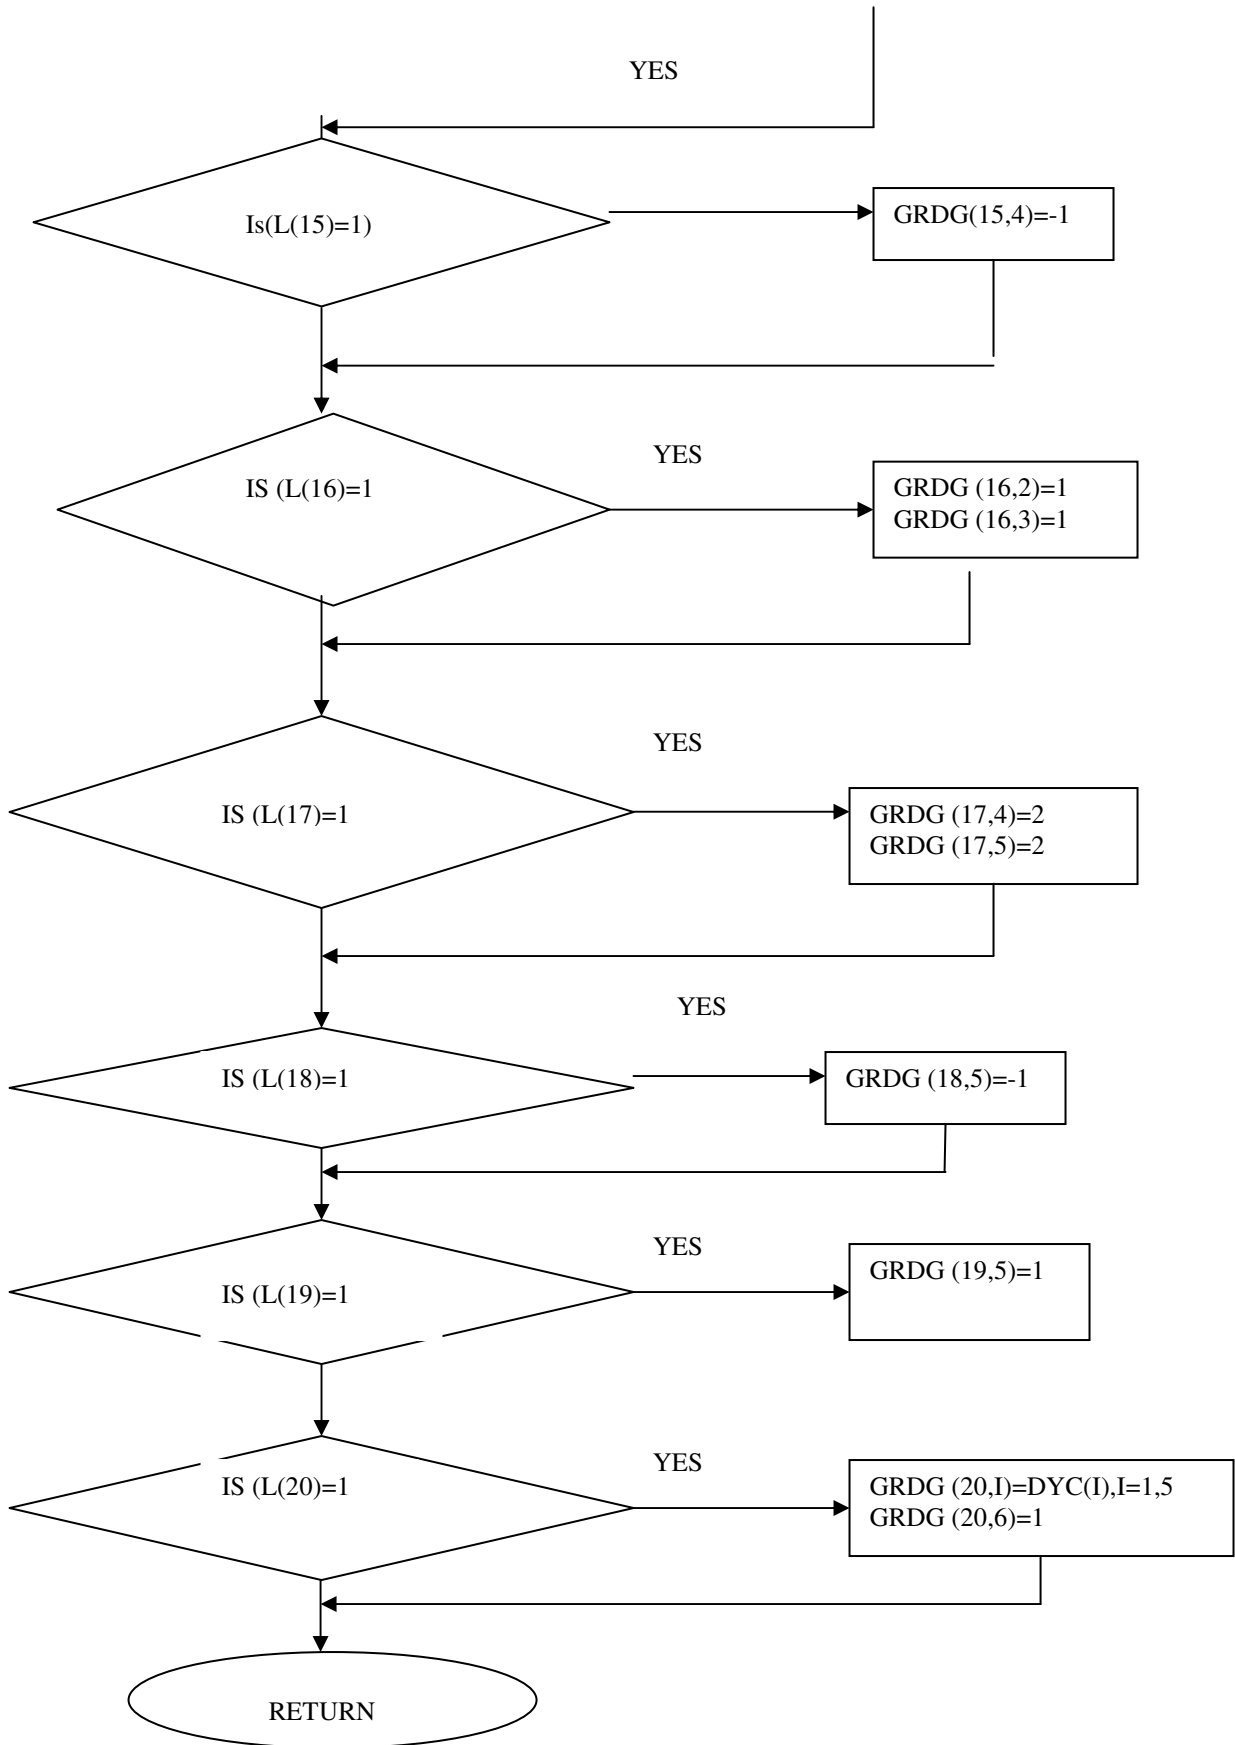 YES
Is(L(15)=1)
GRDG(15,4)=-1
YES
IS (L(16)=1
GRDG (16,2)=1
GRDG (16,3)=1
YES
IS (L(17)=1
GRDG (17,4)=2
GRDG (17,5)=2
YES
IS (L(18)=1
GRDG (18,5)=-1
YES
IS (L(19)=1
GRDG (19,5)=1
YES
IS (L(20)=1
GRDG (20,I)=DYC(I),I=1,5
GRDG (20,6)=1
RETURN